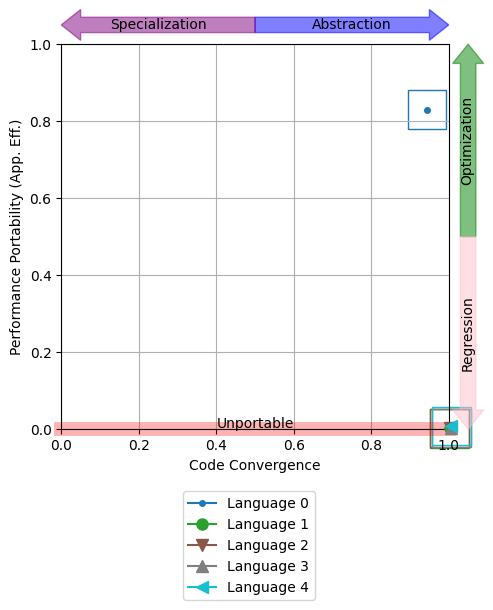 Specialization Abstraction
1.0
0.8
0.6
0.4
0.2
0.0
Performance Portability (App. Eff.)
Optimization
Regression
Unportable
0.0 0.2 0.4 0.6 0.8 1.0
Code Convergence
Language 0
Language 1
Language 2
Language 3
Language 4